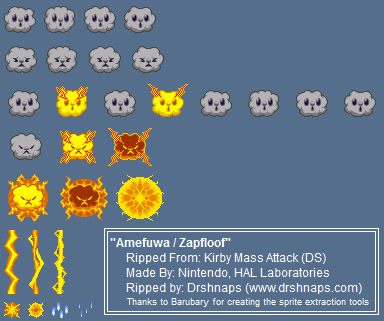 "Amefuwa / Zapfloof"
Ripped From: Kirby Mass Attack (DS)
Made By: Nintendo, HAL Laboratories
Ripped by: Drshnaps (www.drshnaps.com)
Thanks to Barubary for creating the sprite extraction tools